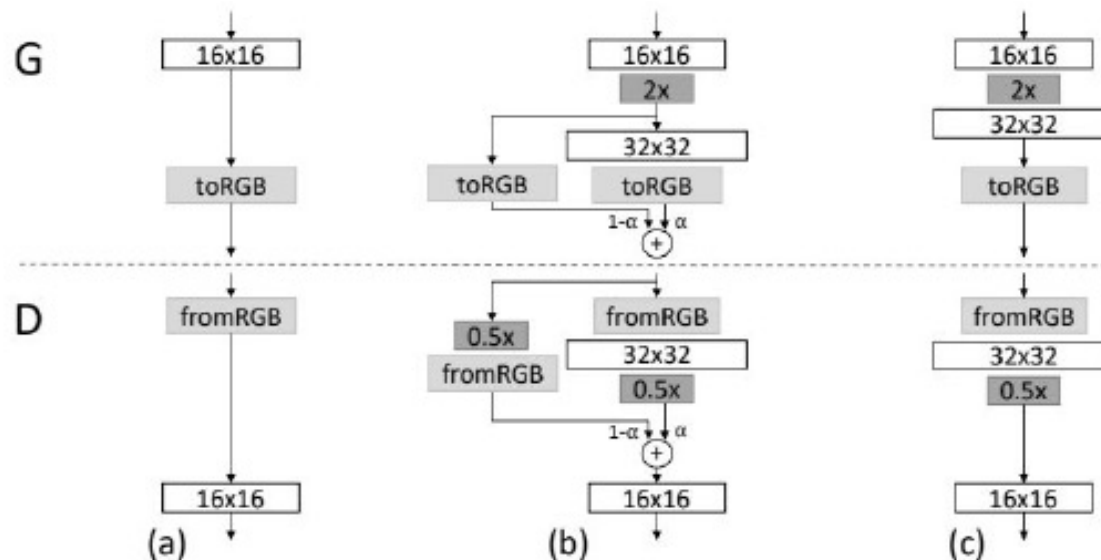 G
16x16
16x16
16x16
2x
2x
32x32
32x32
toRGB
toRGB
toRGB
toRGB
1-α
α
+
D
fromRGB
fromRGB
fromRGB
0.5x
32x32
32x32
fromRGB
0.5x
0.5x
1-α
α
+
16x16
16x16
16x16
(a)
(b)
(c)